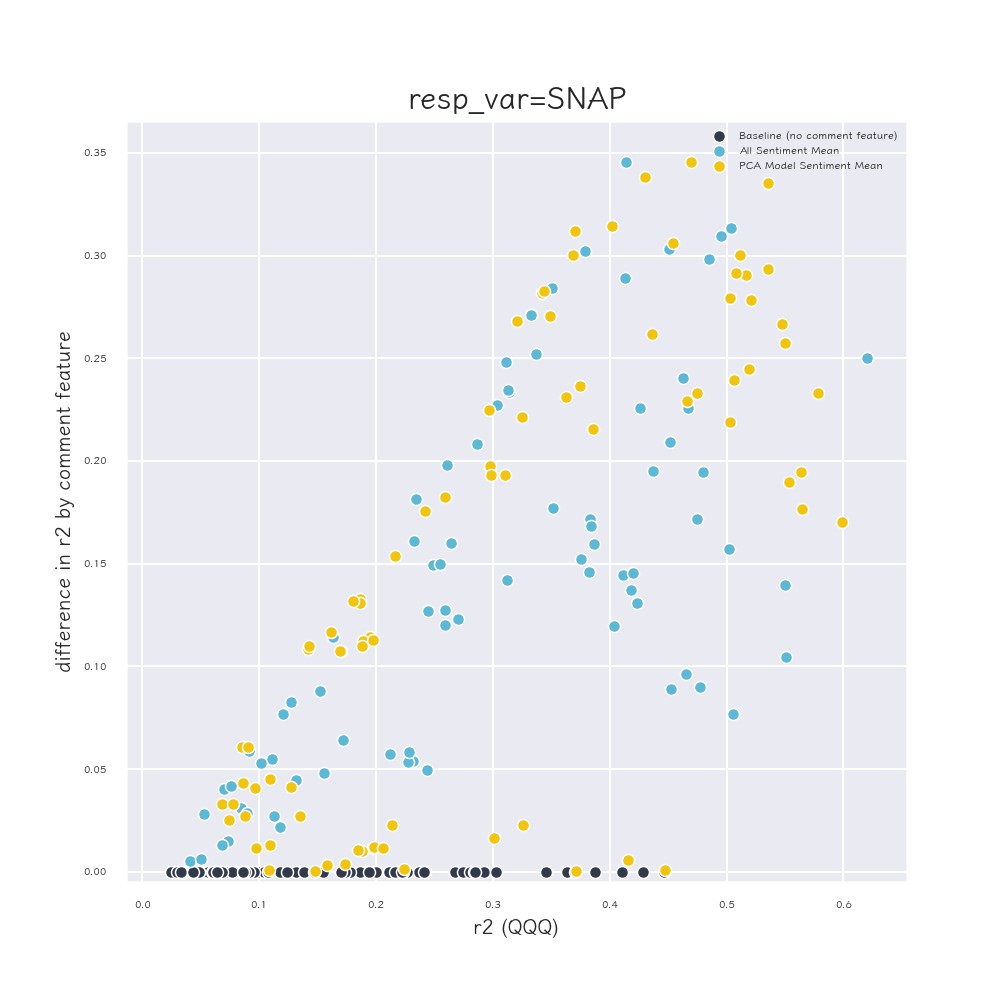 resp_var=SNAP
Baseline (no comment feature)
All Sentiment Mean
PCA Model Sentiment Mean
difference in r2 by comment feature
0.35
0.30
0.25
0.20
0.15
0.10
0.05
0.00
0.0 0.1 0.2 0.3 0.4 0.5 0.6
r2 (QQQ)